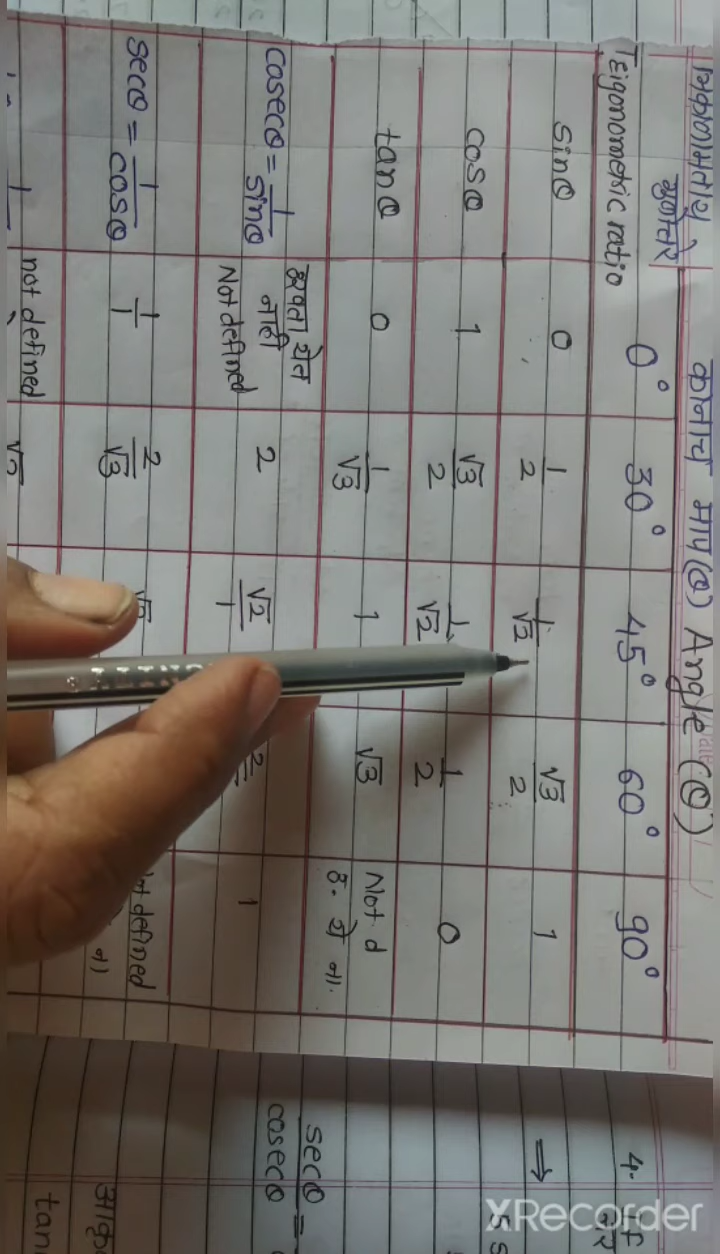 त्रिकोणमितीय गुणोत्तरे
Trigonometric ratio
कोनाचे माप (θ) Angle (θ)
0° 30° 45° 60° 90°
sinθ 0 1/2 1/√2 √3/2 1
cosθ 1 √3/2 1/√2 1/2 0
tanθ 0 1/√3 1 √3 Not d
cosecθ = 1/sinθ Not defined 2 √2/1 1
नाही
secθ = 1/cosθ 1/1 2/√3
not defined
4.
⇒
secθ =
cosecθ
tan
XRecorder